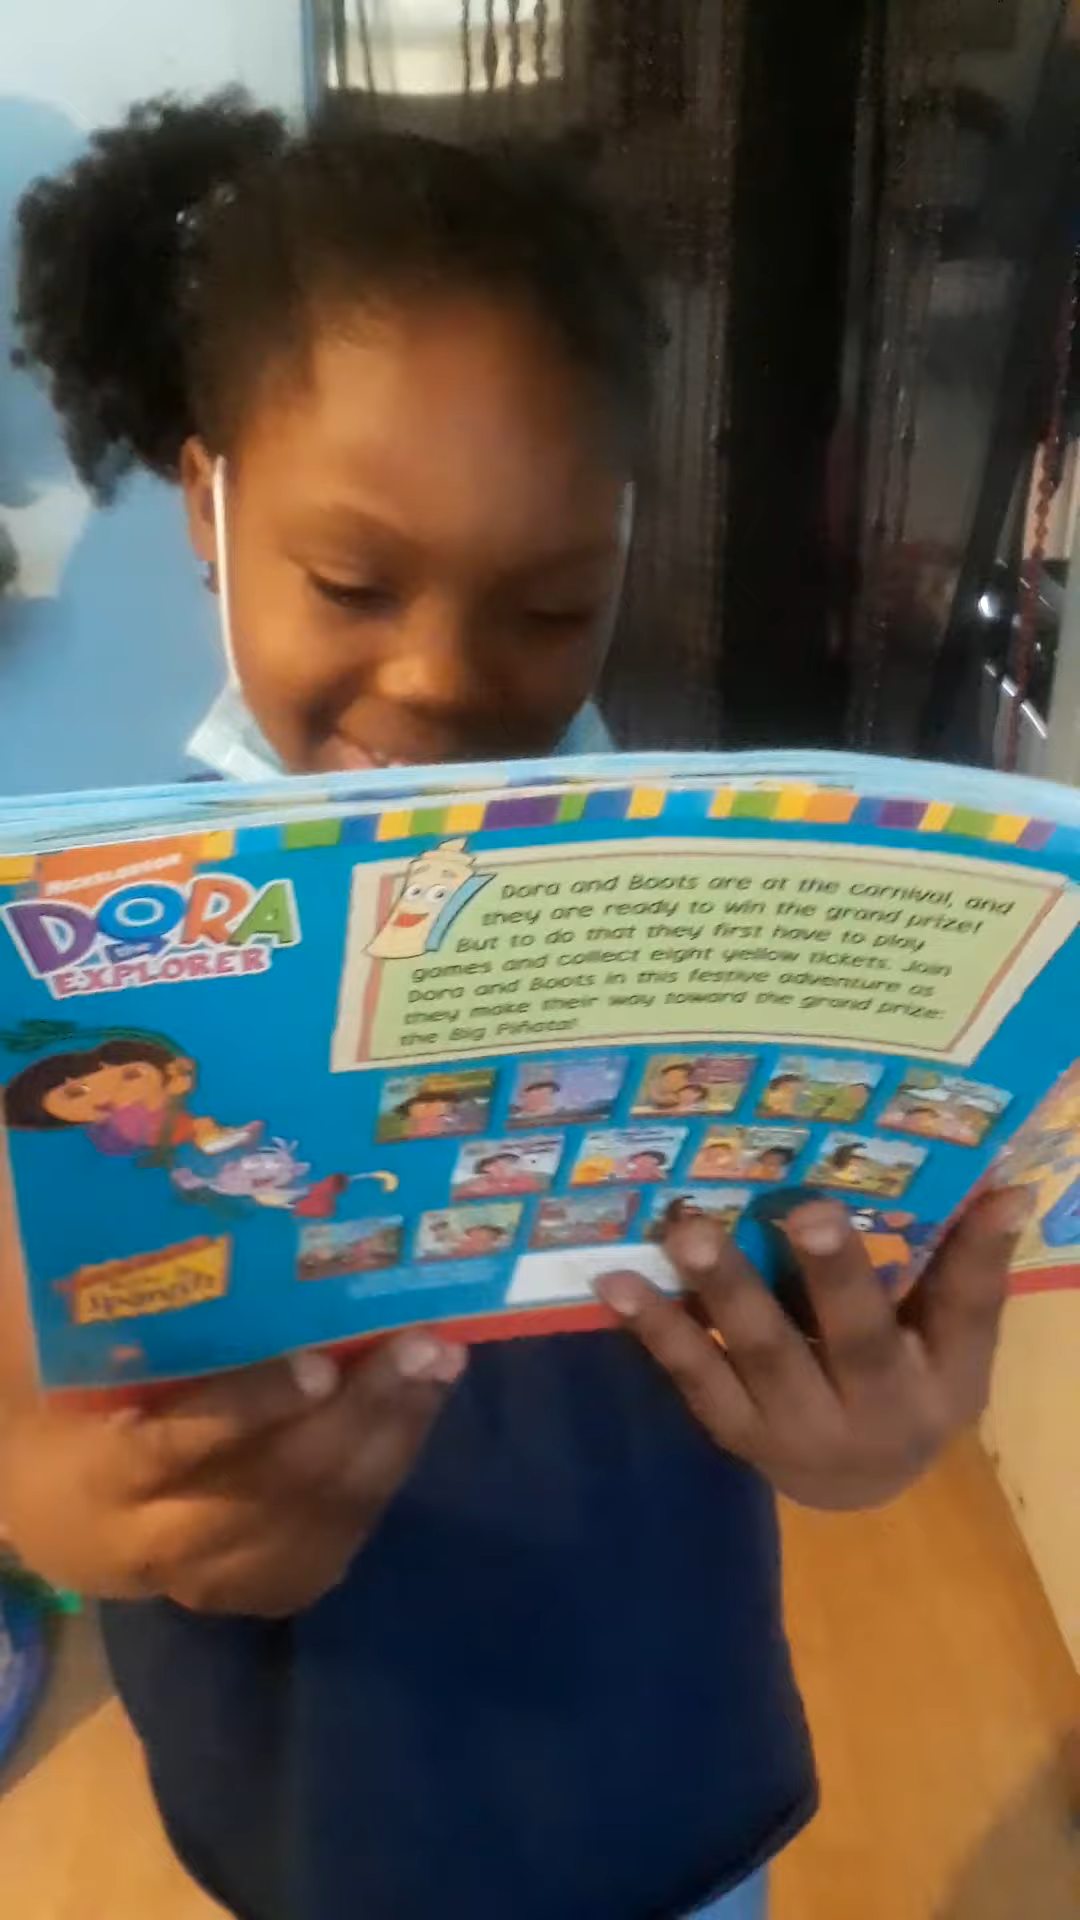 NICKELODEON
DORA
THE
EXPLORER
Dora and Boots are at the carnival, and
they are ready to win the grand prize!
But to do that they first have to play
games and collect eight yellow tickets. Join
Dora and Boots in this festive adventure as
they make their way toward the grand prize:
the Big Piñata!
Spanish